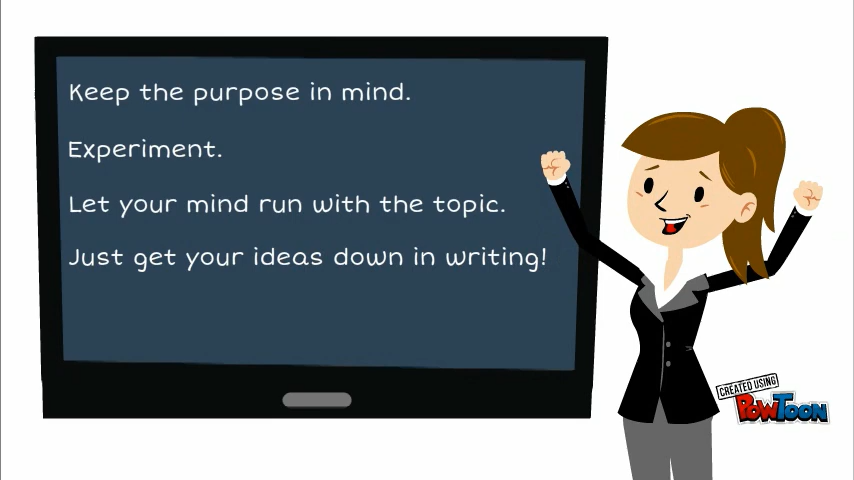 Keep the purpose in mind.
Experiment.
Let your mind run with the topic.
Just get your ideas down in writing!
CREATED USING
PowToon